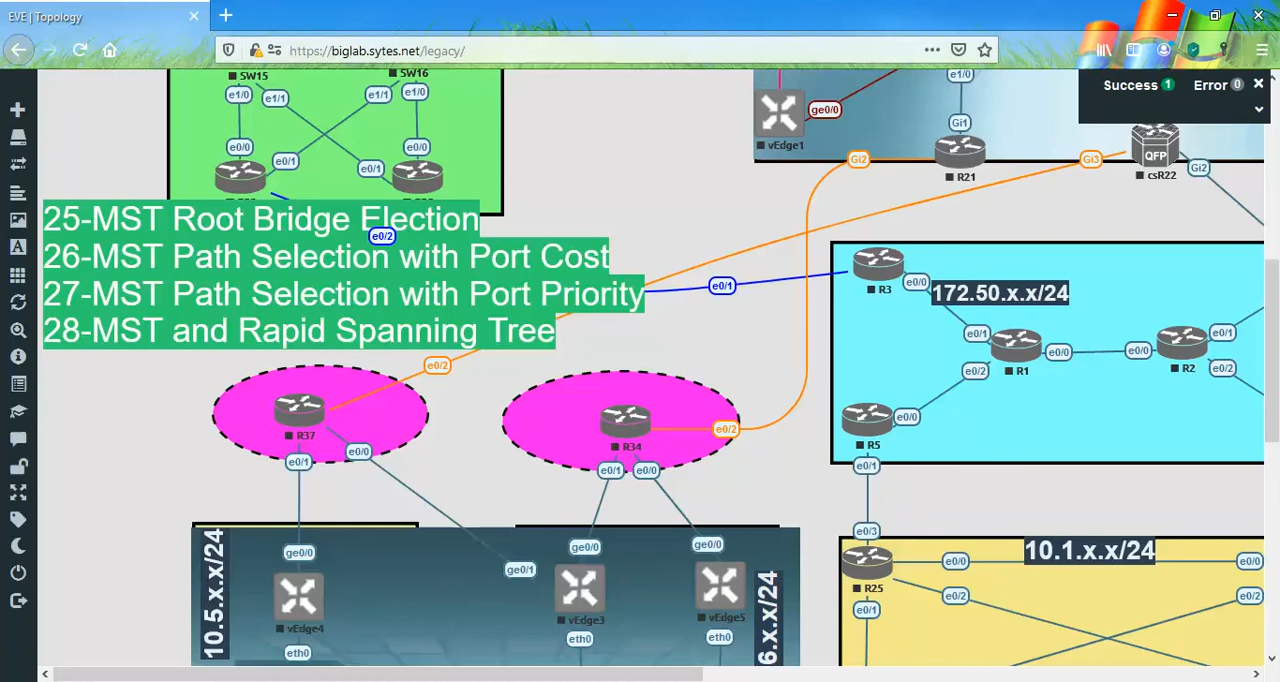 EVE | Topology
https://biglab.sytes.net/legacy/
Success 1 Error 0
SW15
SW16
e1/0
e1/1
e1/1
e1/0
e0/0
e0/1
e0/1
e0/0
25-MST Root Bridge Election
e0/2
26-MST Path Selection with Port Cost
27-MST Path Selection with Port Priority
28-MST and Rapid Spanning Tree
e0/1
vEdge1
ge0/0
e1/0
Gi1
Gi2
R21
Gi3
QFP
csR22
Gi2
R3
e0/0
172.50.x.x/24
e0/1
R1
e0/0
e0/2
e0/0
R2
e0/1
e0/2
R5
e0/0
e0/1
e0/2
R37
e0/1
e0/0
R34
e0/2
e0/1
e0/0
10.5.x.x/24
ge0/0
ge0/1
ge0/0
ge0/0
vEdge4
vEdge3
vEdge5
eth0
eth0
eth0
6.x.x/24
e0/3
R25
e0/0
10.1.x.x/24
e0/0
e0/2
e0/2
e0/1